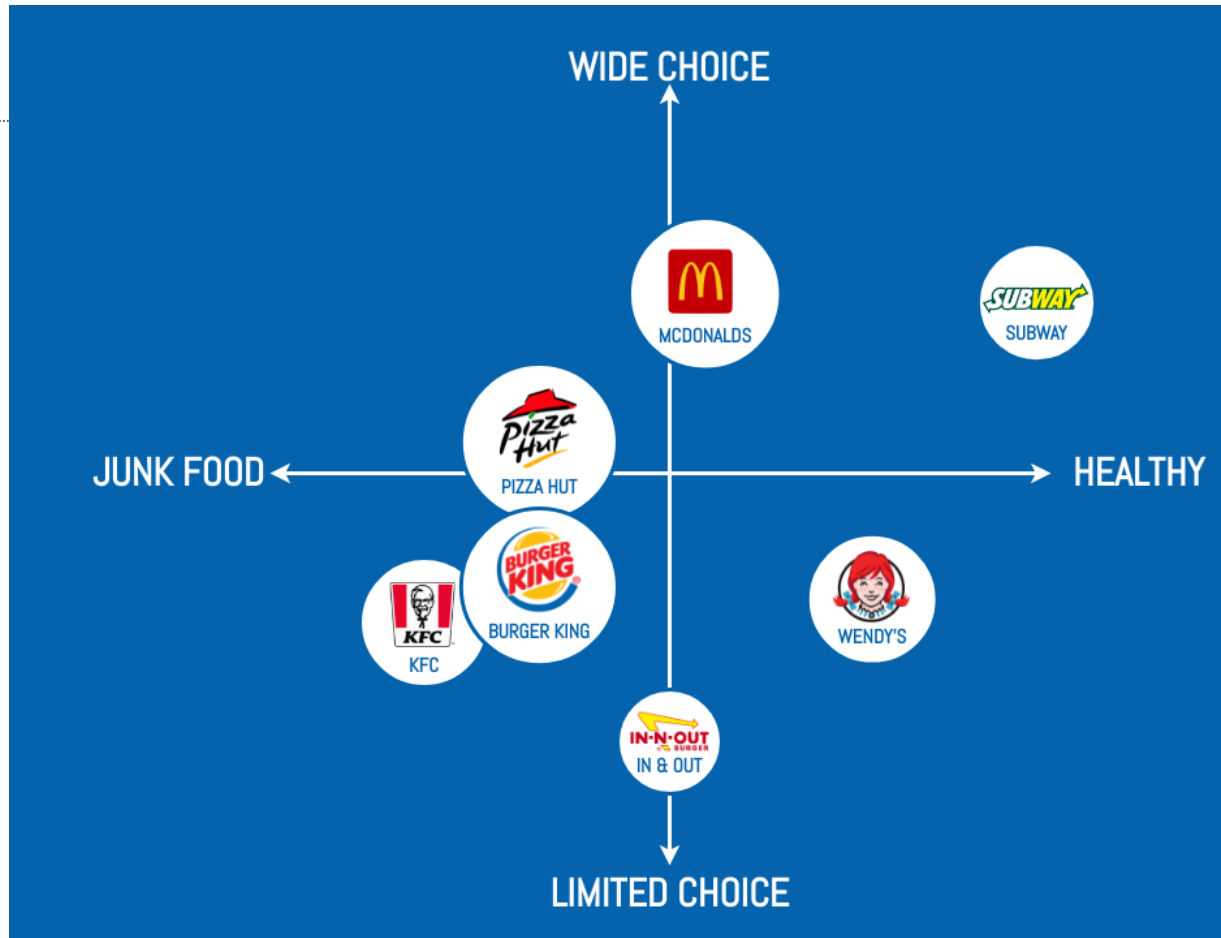 WIDE CHOICE
MCDONALDS
SUBWAY
SUBWAY
Pizza
Hut
PIZZA HUT
JUNK FOOD
HEALTHY
BURGER
KING
®
BURGER KING
KFC
KFC
WENDY'S
IN-N-OUT
BURGER
IN & OUT
LIMITED CHOICE